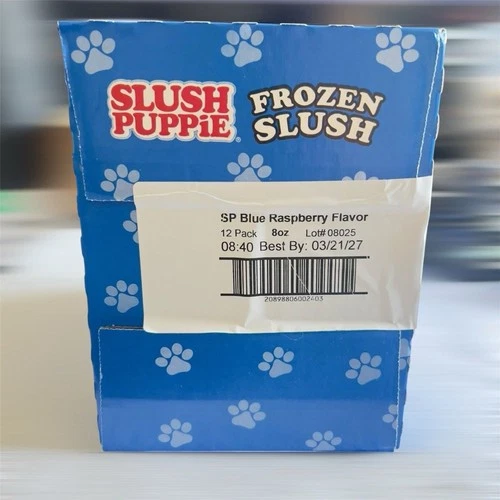 SLUSH PUPPiE®
FROZEN SLUSH
SP Blue Raspberry Flavor
12 Pack 8oz Lot# 08025
08:40 Best By: 03/21/27
20898806002403